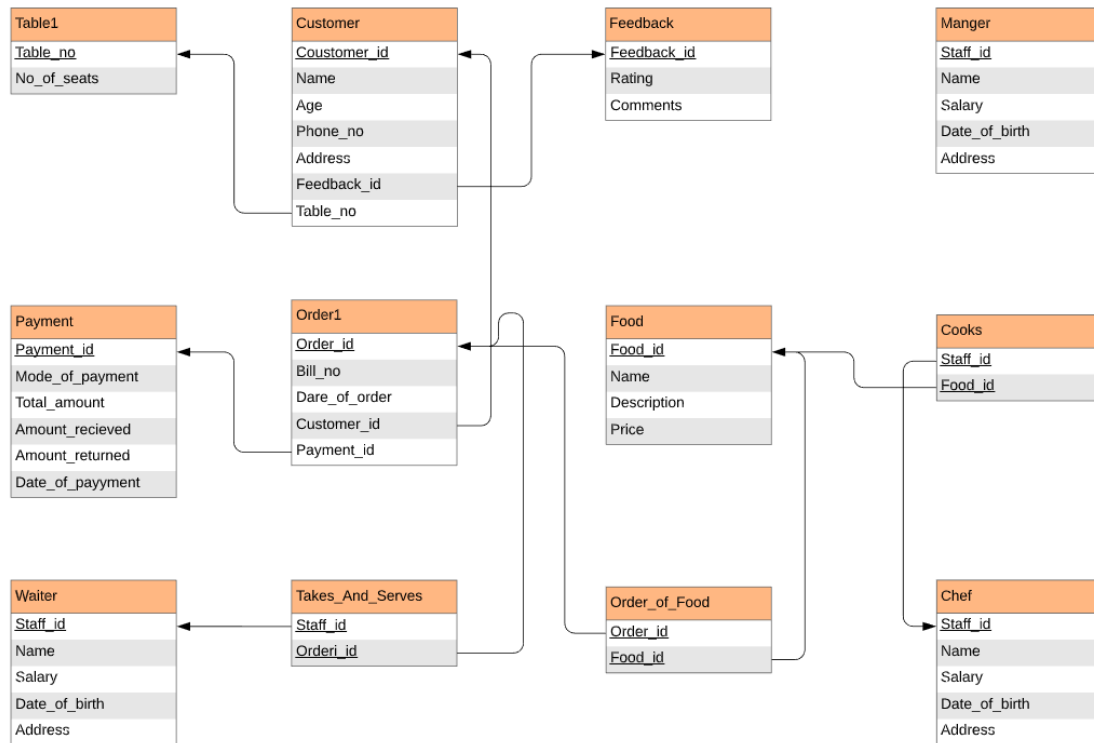 Table1
Table_no
No_of_seats
Customer
Coustomer_id
Name
Age
Phone_no
Address
Feedback_id
Table_no
Feedback
Feedback_id
Rating
Comments
Manger
Staff_id
Name
Salary
Date_of_birth
Address
Payment
Payment_id
Mode_of_payment
Total_amount
Amount_recieved
Amount_returned
Date_of_payyment
Order1
Order_id
Bill_no
Dare_of_order
Customer_id
Payment_id
Food
Food_id
Name
Description
Price
Cooks
Staff_id
Food_id
Waiter
Staff_id
Name
Salary
Date_of_birth
Address
Takes_And_Serves
Staff_id
Orderi_id
Order_of_Food
Order_id
Food_id
Chef
Staff_id
Name
Salary
Date_of_birth
Address